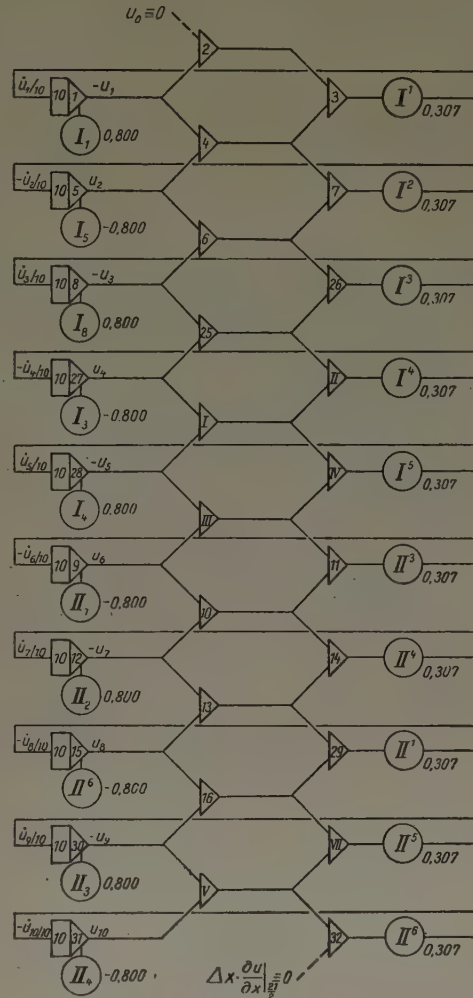 u₀≡0
2
u̇₁/10 10 1 -u₁ 3 I¹ 0,307
I₁ 0,800
4
-u̇₂/10 10 5 u₂ 7 I² 0,307
I₅ -0,800
6
u̇₃/10 10 8 -u₃ 26 I³ 0,307
I₈ 0,800
25
-u̇₄/10 10 27 u₄ II I⁴ 0,307
I₃ -0,800
I
u̇₅/10 10 28 -u₅ IV I⁵ 0,307
I₄ 0,800
III
-u̇₆/10 10 9 u₆ 11 II³ 0,307
II₁ -0,800
10
u̇₇/10 10 12 -u₇ 14 II⁴ 0,307
II₂ 0,800
13
-u̇₈/10 10 15 u₈ 29 II¹ 0,307
II⁶ -0,800
16
u̇₉/10 10 30 -u₉ VII II⁵ 0,307
II₃ 0,800
V
-u̇₁₀/10 10 31 u₁₀ 32 II⁶ 0,307
II₄ -0,800
Δx·∂u/∂x|21/2=0